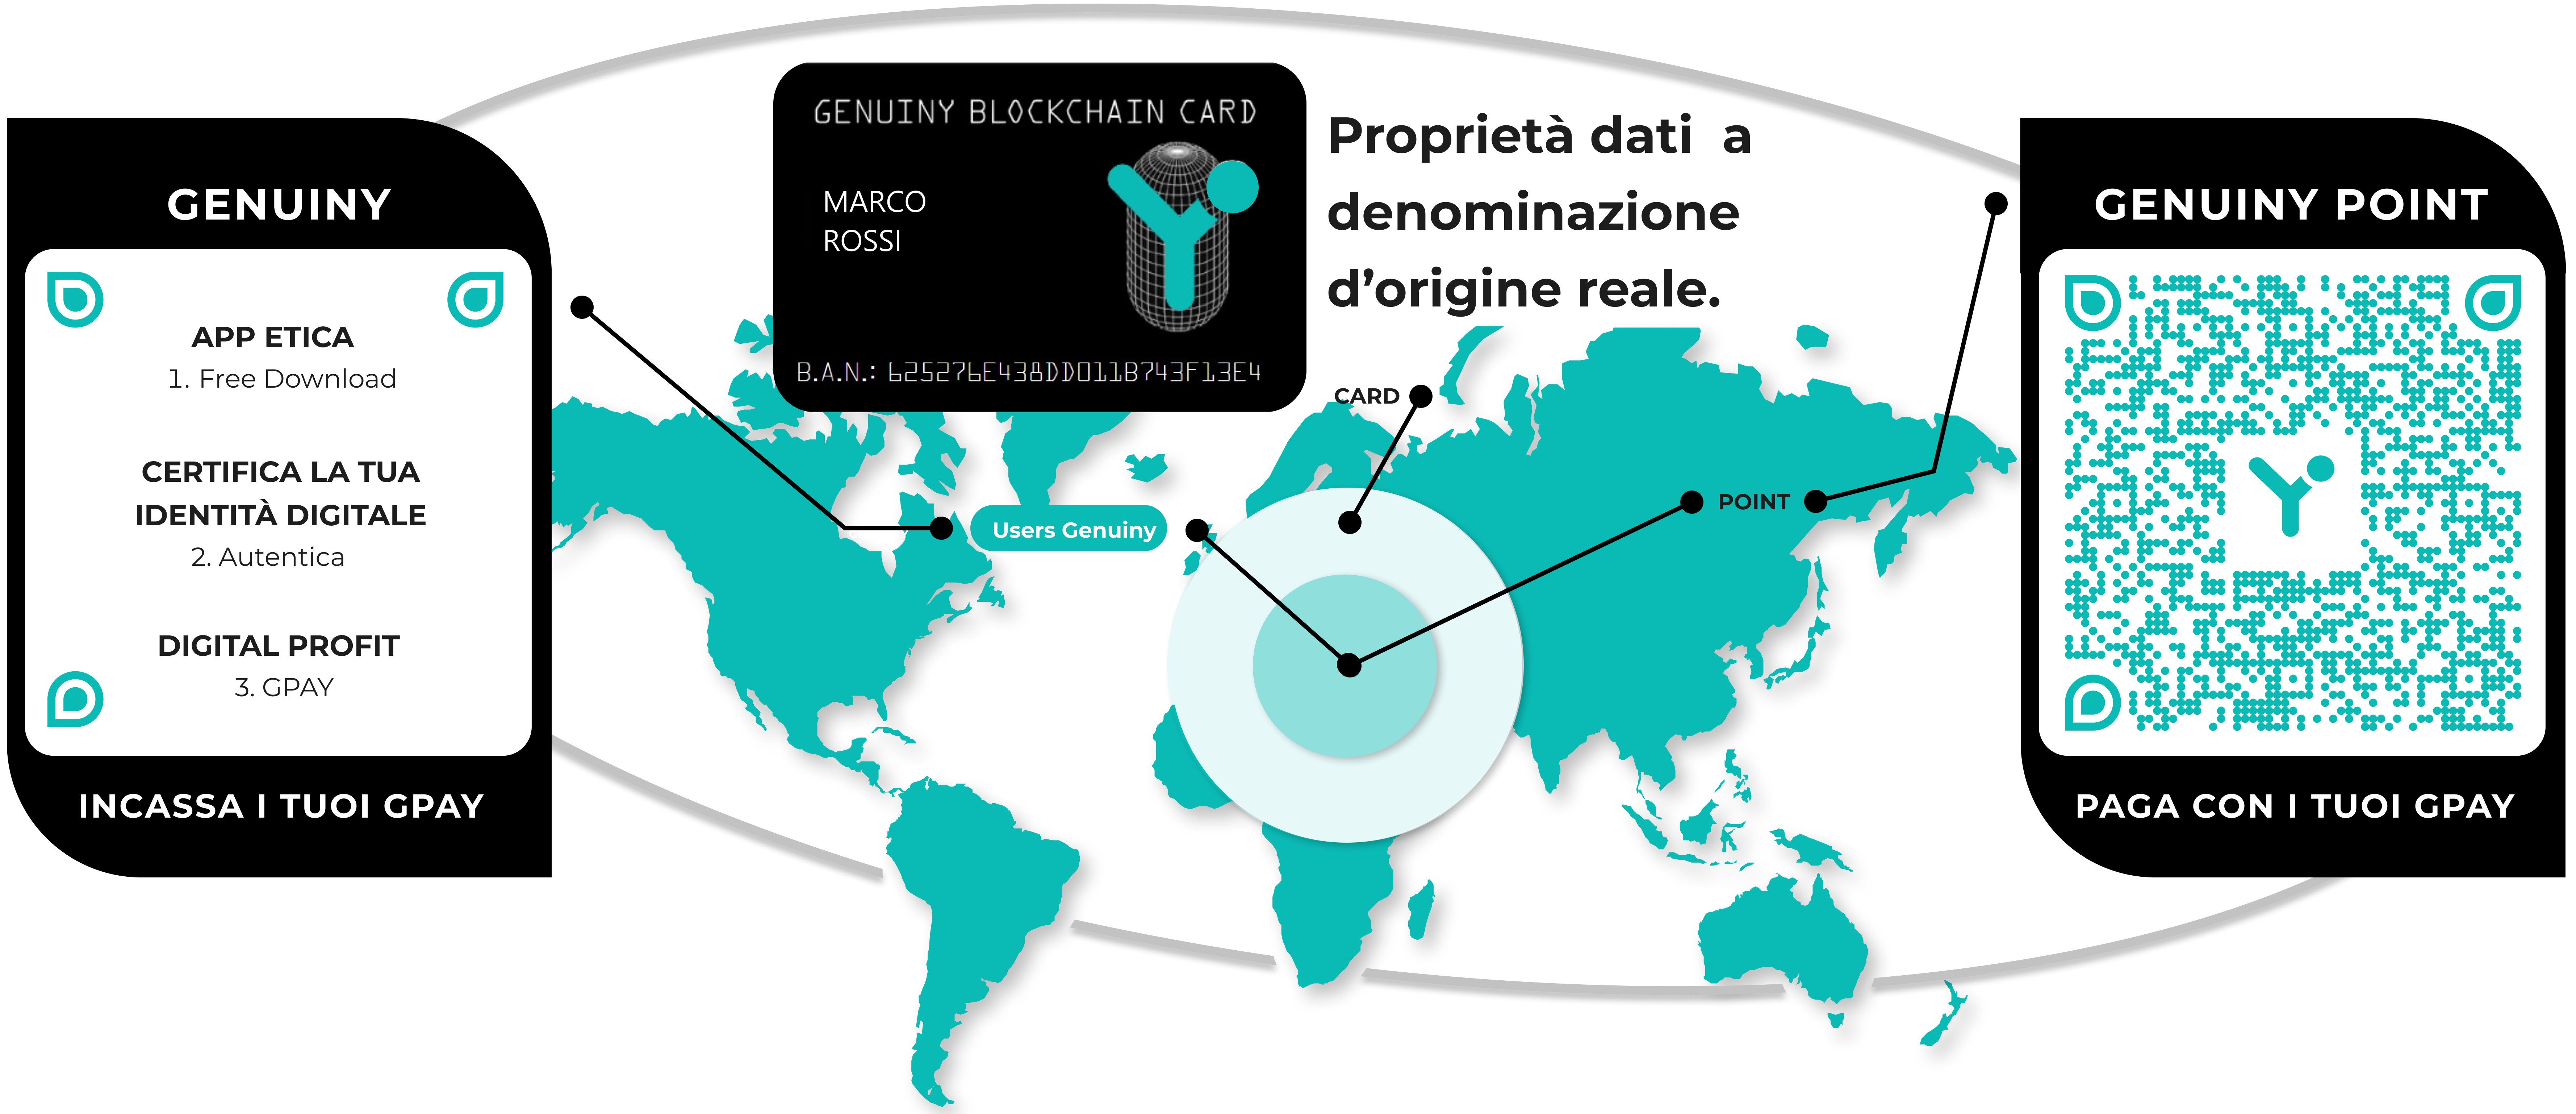 GENUINY
APP ETICA
1. Free Download
CERTIFICA LA TUA
IDENTITÀ DIGITALE
2. Autentica
DIGITAL PROFIT
3. GPAY
INCASSA I TUOI GPAY
GENUINY BLOCKCHAIN CARD
MARCO
ROSSI
B.A.N.: 625276E438DD011B743F13E4
Proprietà dati  a
denominazione
d’origine reale.
CARD
Users Genuiny
POINT
GENUINY POINT
PAGA CON I TUOI GPAY